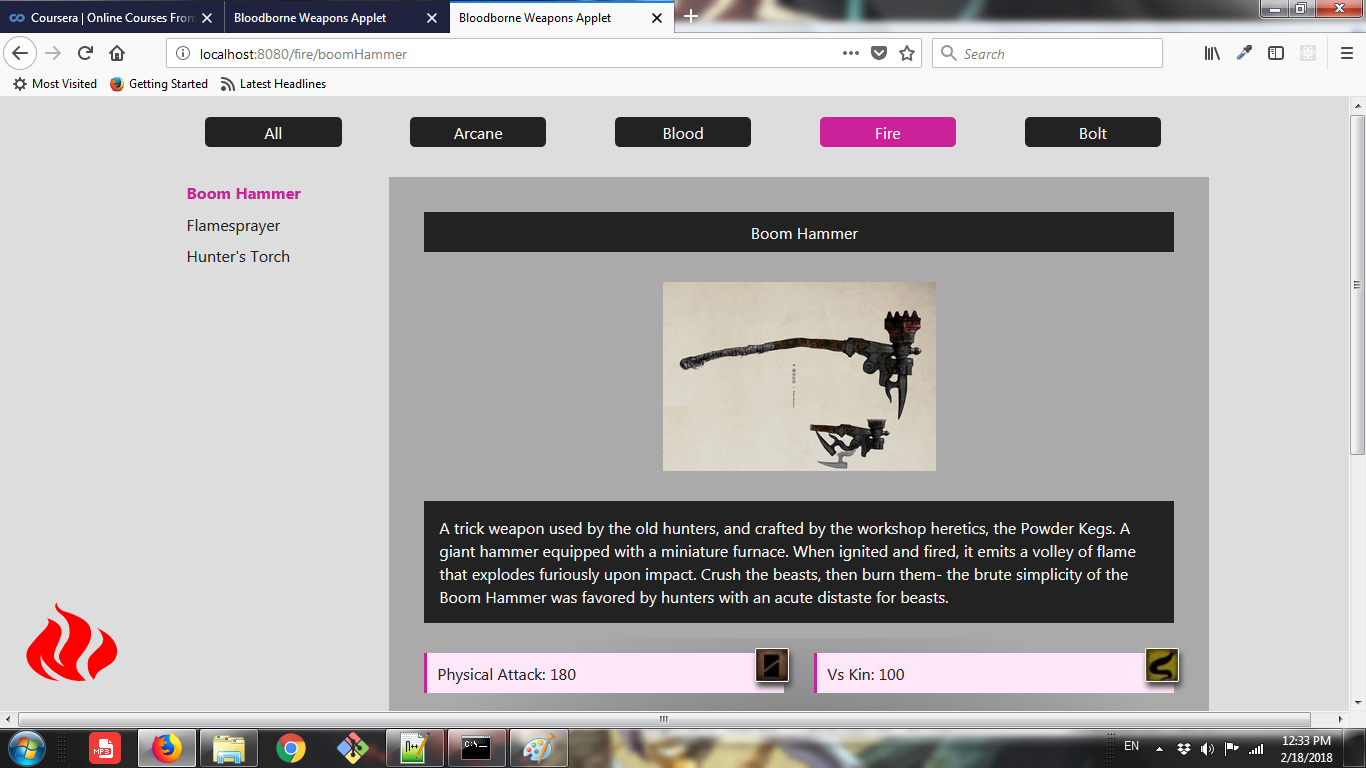 Coursera | Online Courses From
Bloodborne Weapons Applet
Bloodborne Weapons Applet
localhost:8080/fire/boomHammer
Search
Most Visited
Getting Started
Latest Headlines
All
Arcane
Blood
Fire
Bolt
Boom Hammer
Flamesprayer
Hunter's Torch
Boom Hammer
A trick weapon used by the old hunters, and crafted by the workshop heretics, the Powder Kegs. A
giant hammer equipped with a miniature furnace. When ignited and fired, it emits a volley of flame
that explodes furiously upon impact. Crush the beasts, then burn them- the brute simplicity of the
Boom Hammer was favored by hunters with an acute distaste for beasts.
Physical Attack: 180
Vs Kin: 100
MP3
C:\
EN
12:33 PM
2/18/2018